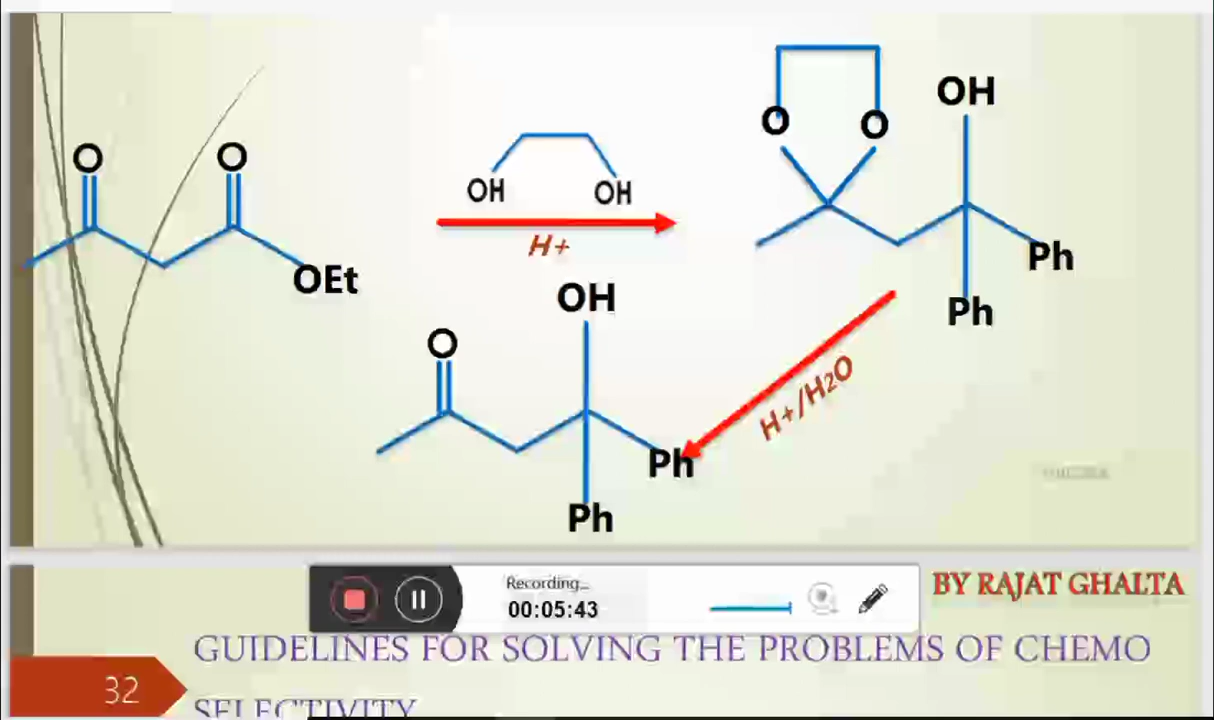 O O
OEt
OH OH
H+
O O
OH
Ph
Ph
H+/H2O
O
OH
Ph
Ph
Recording...
00:05:43
BY RAJAT GHALTA
GUIDELINES FOR SOLVING THE PROBLEMS OF CHEMO
SELECTIVITY
32